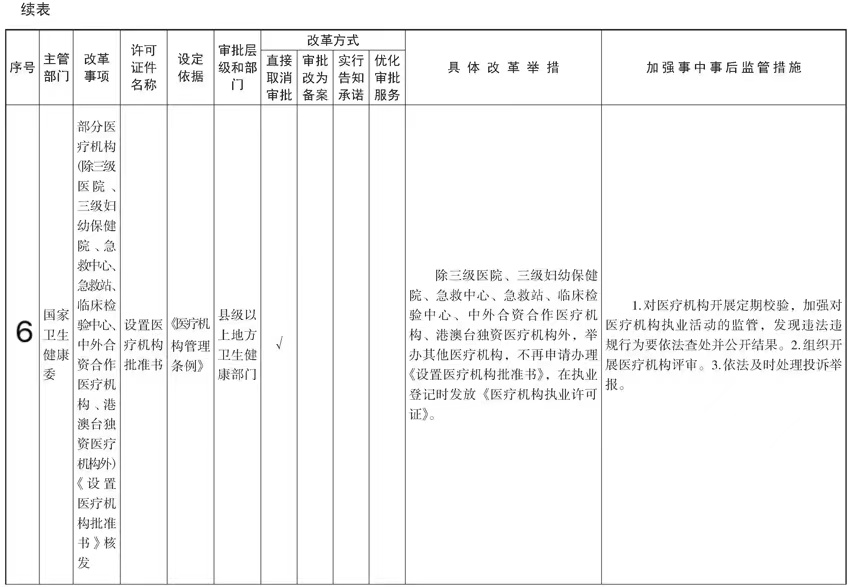 续表
序号
主管
部门
改革
事项
许可
证件
名称
设定
依据
审批层
级和部
门
改革方式
直接
取消
审批
审批
改为
备案
实行
告知
承诺
优化
审批
服务
具体改革举措
加强事中事后监管措施
6
国家
卫生
健康
委
部分医
疗机构
(除三级
医院、
三级妇
幼保健
院、急
救中心、
急救站、
临床检
验中心、
中外合
资合作
医疗机
构、港
澳台独
资医疗
机构外)
《设置
医疗机
构批准
书》核
发
设置医
疗机构
批准书
《医疗机
构管理
条例》
县级以
上地方
卫生健
康部门
√
除三级医院、三级妇幼保健
院、急救中心、急救站、临床检
验中心、中外合资合作医疗机
构、港澳台独资医疗机构外，举
办其他医疗机构，不再申请办理
《设置医疗机构批准书》，在执业
登记时发放《医疗机构执业许可
证》。
1.对医疗机构开展定期校验，加强对
医疗机构执业活动的监管，发现违法违
规行为要依法查处并公开结果。2.组织开
展医疗机构评审。3.依法及时处理投诉举
报。